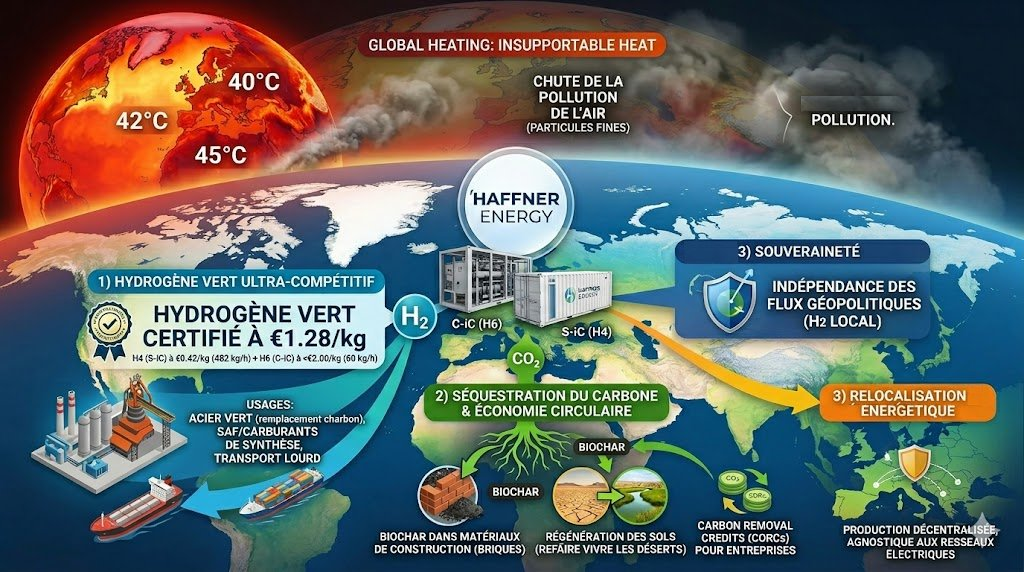 GLOBAL HEATING: INSUPPORTABLE HEAT
40°C
42°C
45°C
CHUTE DE LA
POLLUTION
DE L'AIR
(PARTICULES FINES)
POLLUTION.
'HAFFNER
ENERGY
1) HYDROGÈNE VERT ULTRA-COMPÉTITIF
HYDROGÈNE VERT
CERTIFIÉ À €1.28/kg
H4 (S-iC) à €0.42/kg (482 kg/h) + H6 (C-iC) à <€2.00/kg (60 kg/h)
H2
C-iC (H6)
S-iC (H4)
CO2
USAGES:
ACIER VERT (remplacement charbon),
SAF/CARBURANTS
DE SYNTHÈSE,
TRANSPORT LOURD
2) SÉQUESTRATION DU CARBONE
& ÉCONOMIE CIRCULAIRE
BIOCHAR
BIOCHAR
BIOCHAR DANS MATÉRIAUX
DE CONSTRUCTION (BRIQUES)
RÉGÉNÉRATION DES SOLS
(REFAIRE VIVRE LES DÉSERTS)
CO2
CARBON REMOVAL
CREDITS (CORCs)
POUR ENTREPRISES
3) SOUVERAINETÉ
INDÉPENDANCE DES
FLUX GÉOPOLITIQUES
(H2 LOCAL)
3) RELOCALISATION
ENERGETIQUE
PRODUCTION DÉCENTRALISÉE,
AGNOSTIQUE AUX RESEAUX
ÉLECTRIQUES